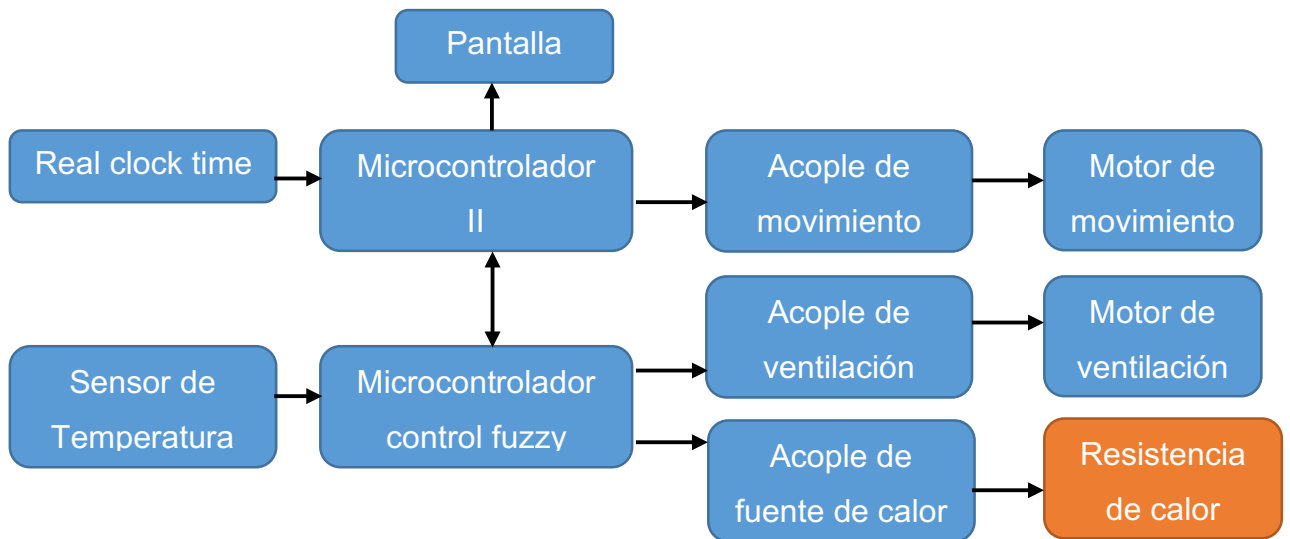 Pantalla
Real clock time
Microcontrolador
II
Acople de
movimiento
Motor de
movimiento
Acople de
ventilación
Motor de
ventilación
Sensor de
Temperatura
Microcontrolador
control fuzzy
Acople de
fuente de calor
Resistencia
de calor